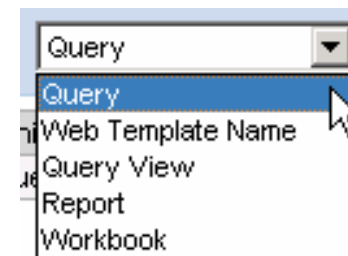 Query
Query
Web Template Name
Query View
Report
Workbook